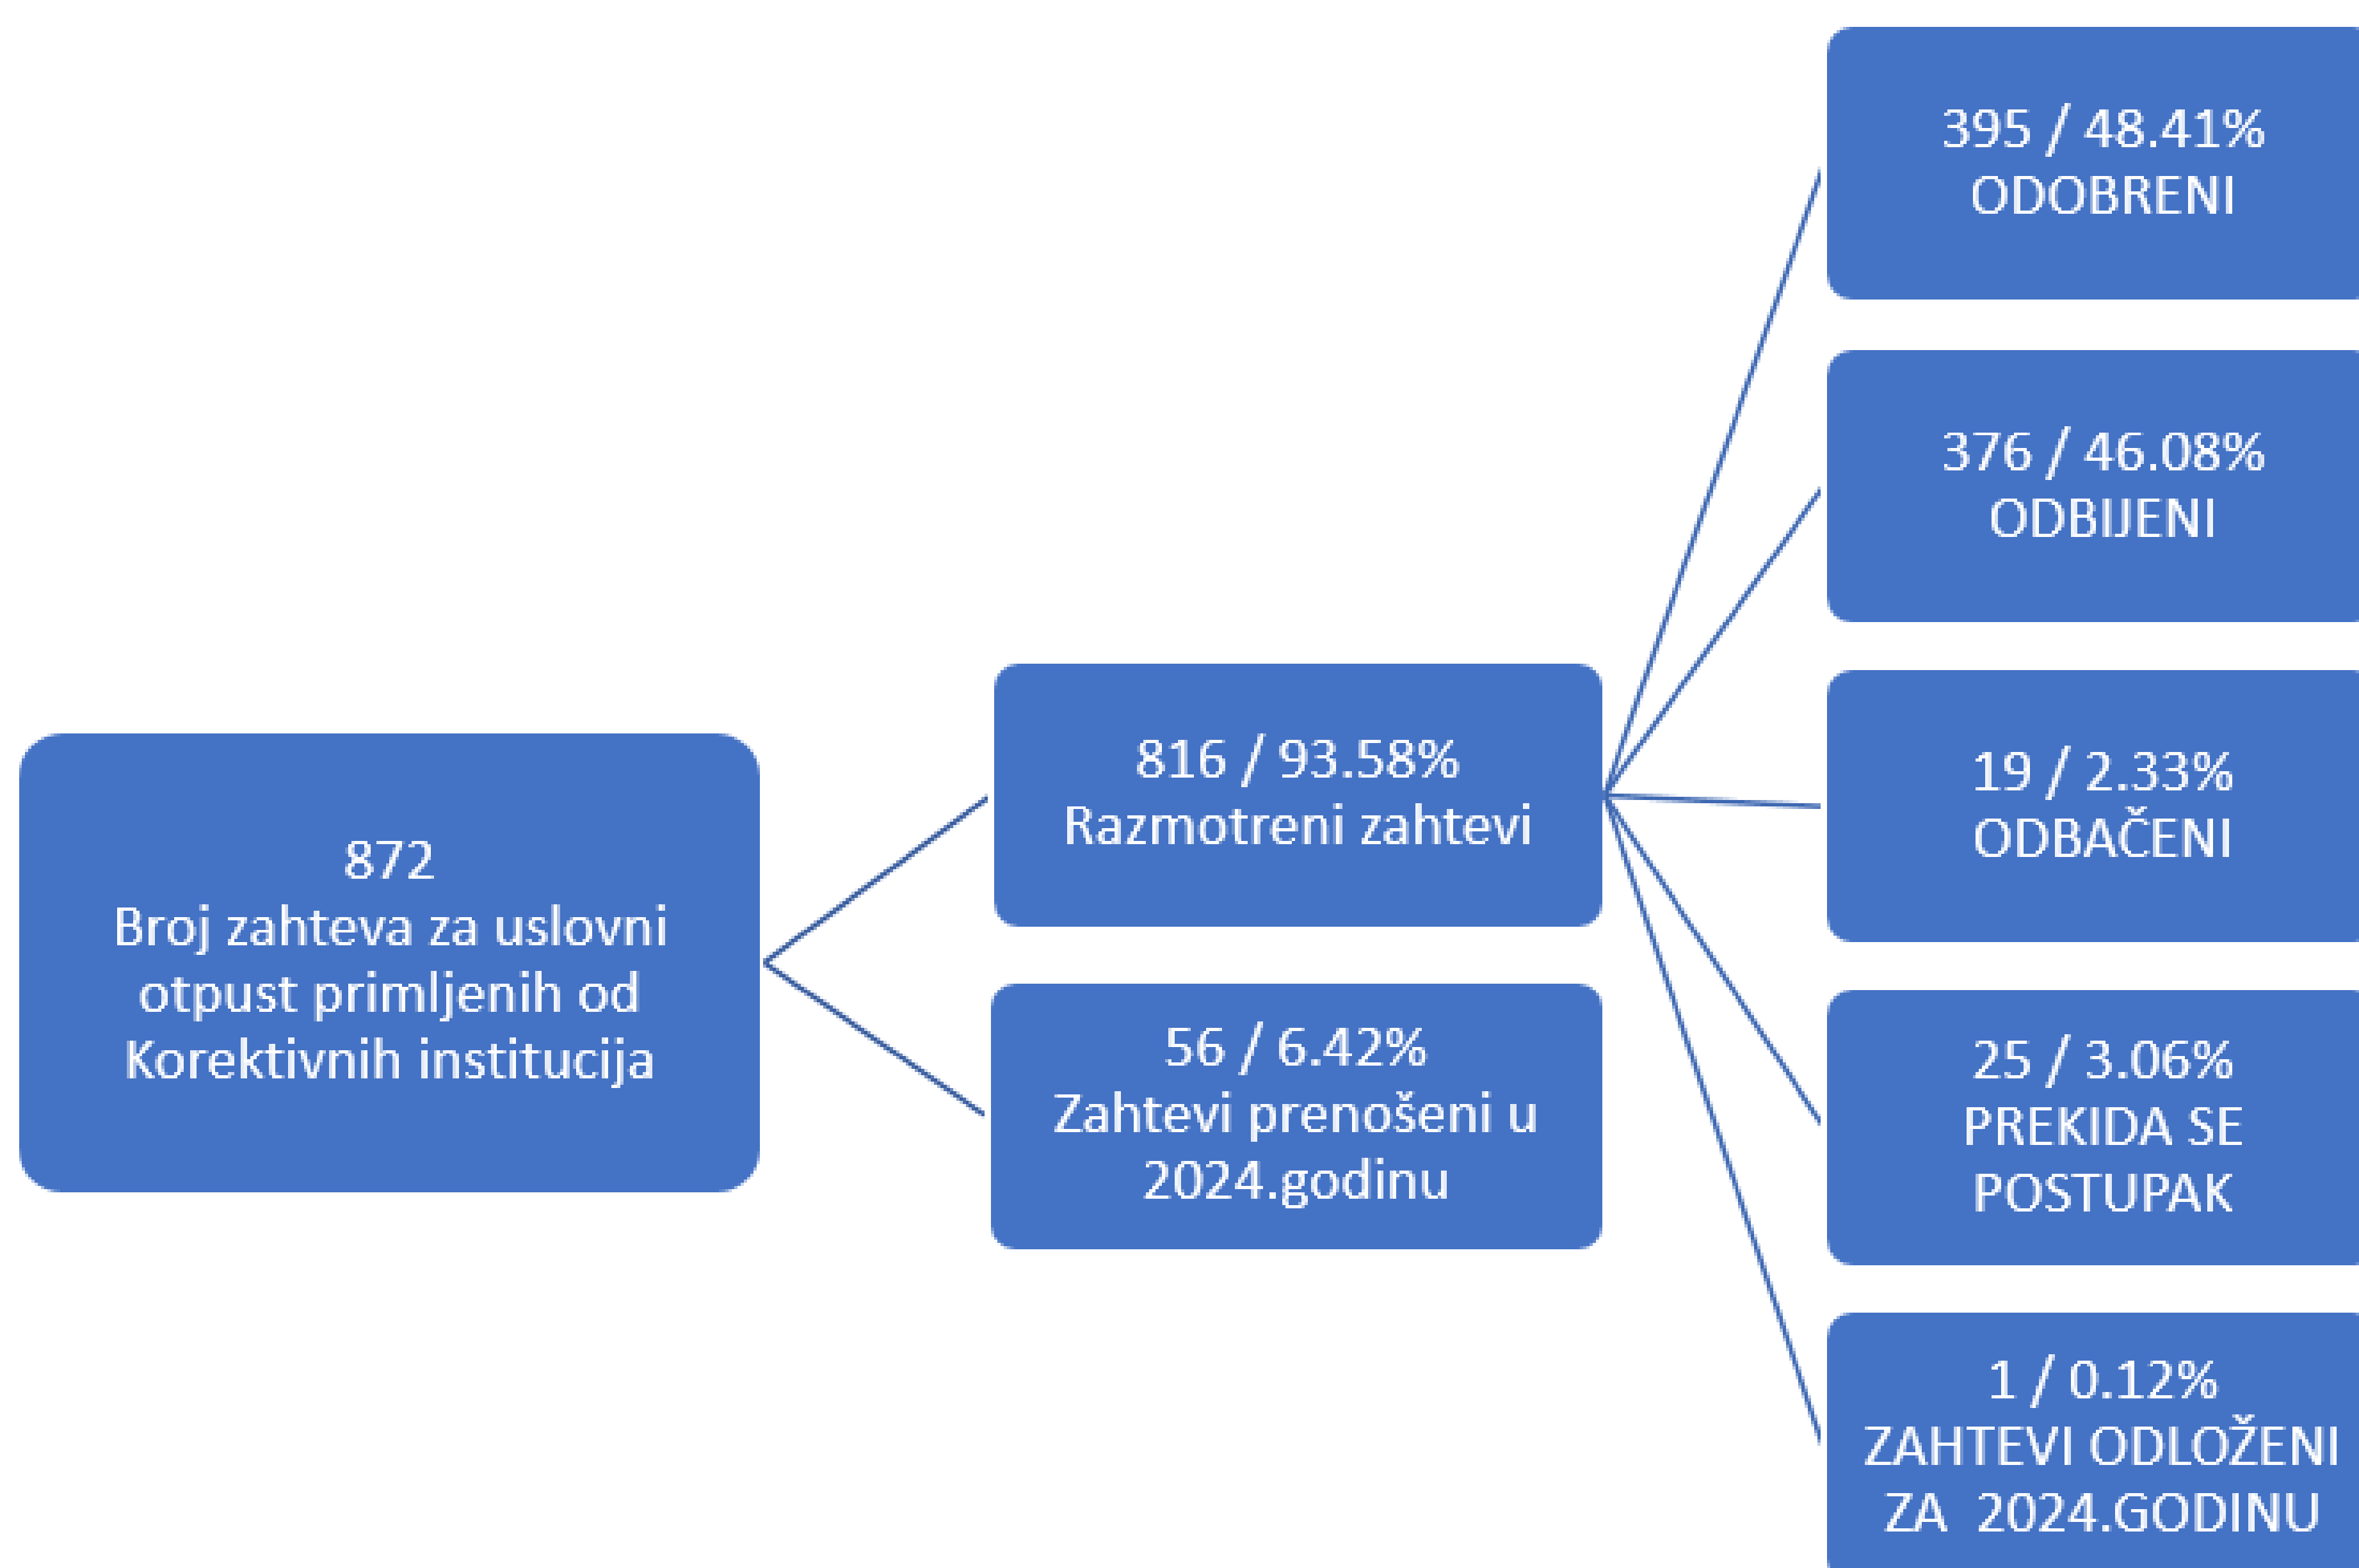 872
Broj zahteva za uslovni
otpust primljenih od
Korektivnih institucija
816 / 93.58%
Razmotreni zahtevi
56 / 6.42%
Zahtevi prenošeni u
2024.godinu
395 / 48.41%
ODOBRENI
376 / 46.08%
ODBIJENI
19 / 2.33%
ODBAČENI
25 / 3.06%
PREKIDA SE
POSTUPAK
1 / 0.12%
ZAHTEVI ODLOŽENI
ZA  2024.GODINU